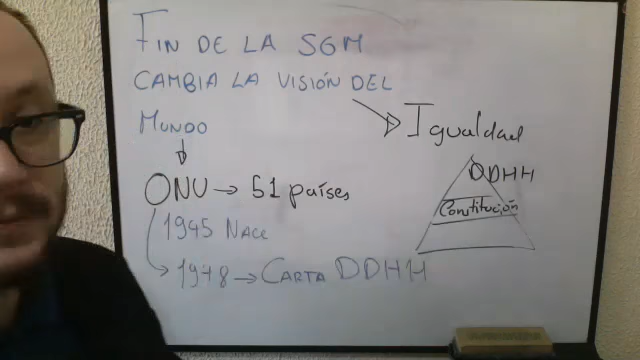 FIN DE LA SGM
CAMBIA LA VISIÓN DEL
MUNDO
Igualdad
ONU → 51 países
1945 NACE
1948 → CARTA DDHH
DDHH
Constitución